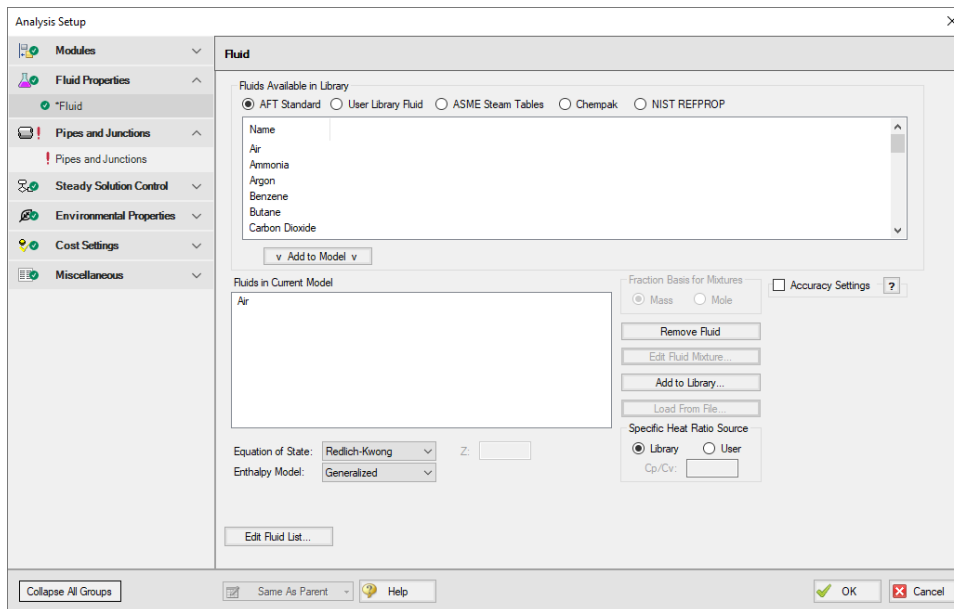 Analysis Setup
Modules
Fluid Properties
*Fluid
Pipes and Junctions
Pipes and Junctions
Steady Solution Control
Environmental Properties
Cost Settings
Miscellaneous
Collapse All Groups
Fluid
Fluids Available in Library
AFT Standard User Library Fluid ASME Steam Tables Chempak NIST REFPROP
Name
Air
Ammonia
Argon
Benzene
Butane
Carbon Dioxide
v Add to Model v
Fluids in Current Model
Air
Fraction Basis for Mixtures
Mass Mole
Accuracy Settings ?
Remove Fluid
Edit Fluid Mixture...
Add to Library...
Load From File...
Specific Heat Ratio Source
Library User
Cp/Cv:
Equation of State: Redlich-Kwong Z:
Enthalpy Model: Generalized
Edit Fluid List...
Same As Parent Help OK Cancel